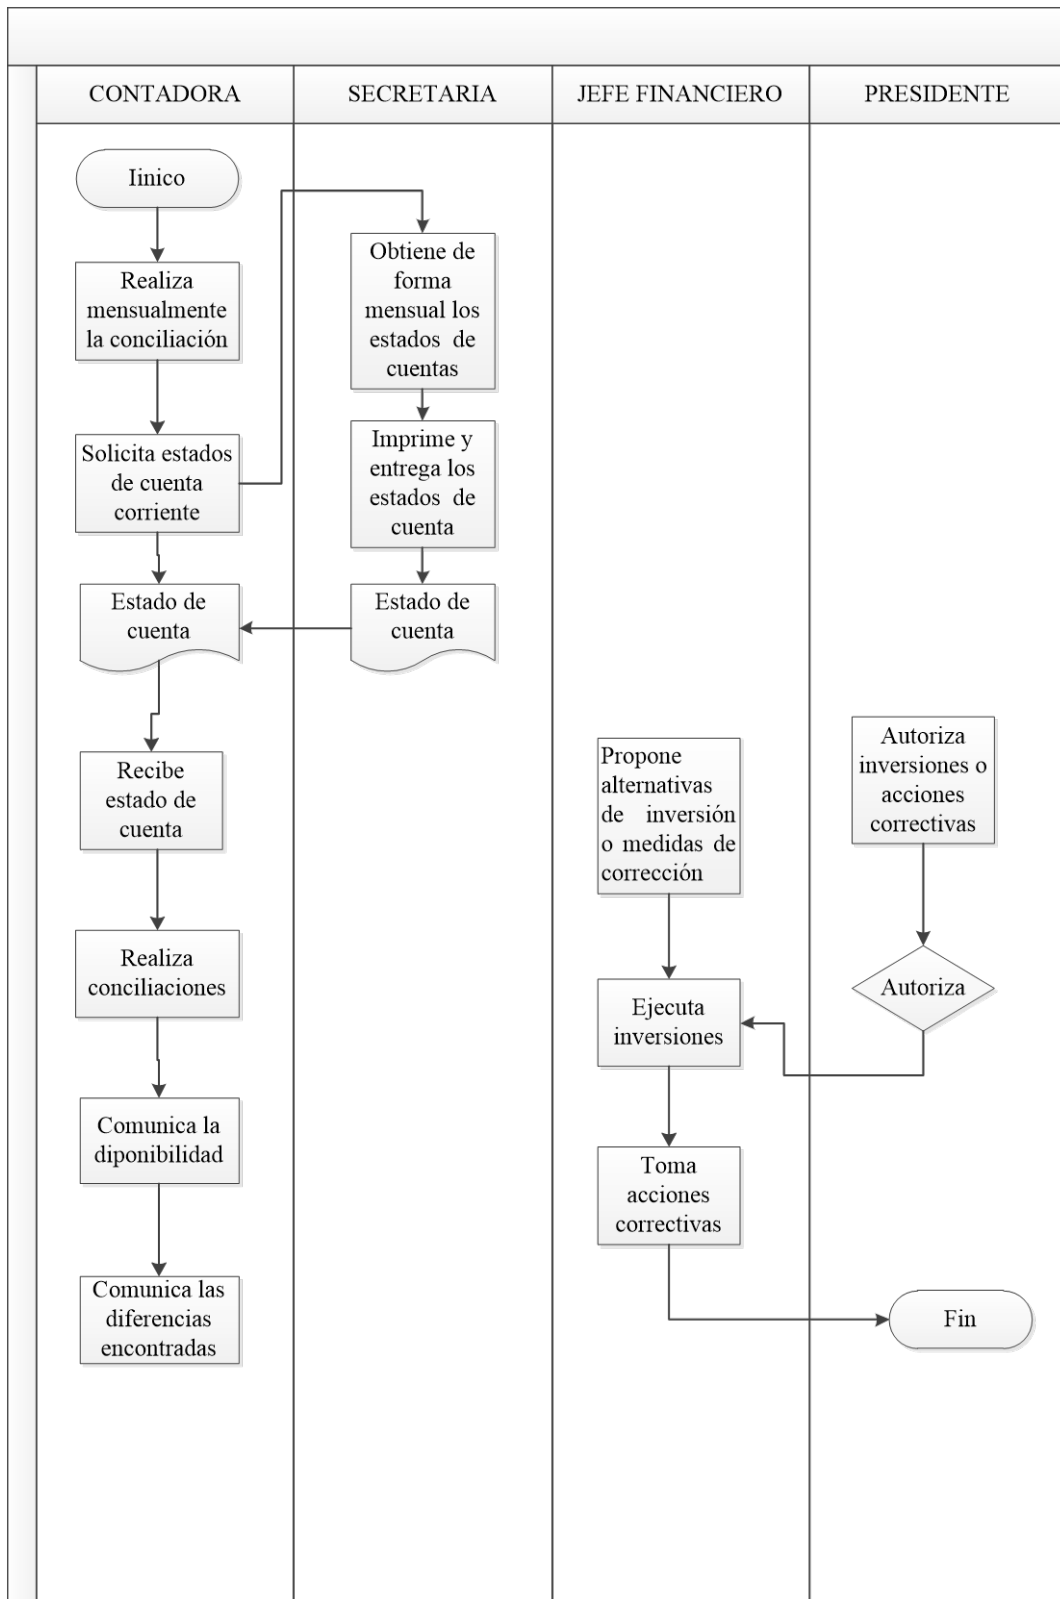 CONTADORA
SECRETARIA
JEFE FINANCIERO
PRESIDENTE
Iinico
Realiza
mensualmente
la conciliación
Solicita estados
de cuenta
corriente
Estado de
cuenta
Recibe
estado de
cuenta
Realiza
conciliaciones
Comunica la
diponibilidad
Comunica las
diferencias
encontradas
Obtiene de
forma
mensual los
estados de
cuentas
Imprime y
entrega los
estados de
cuenta
Estado de
cuenta
Propone
alternativas
de inversión
o medidas de
corrección
Ejecuta
inversiones
Toma
acciones
correctivas
Autoriza
inversiones o
acciones
correctivas
Autoriza
Fin